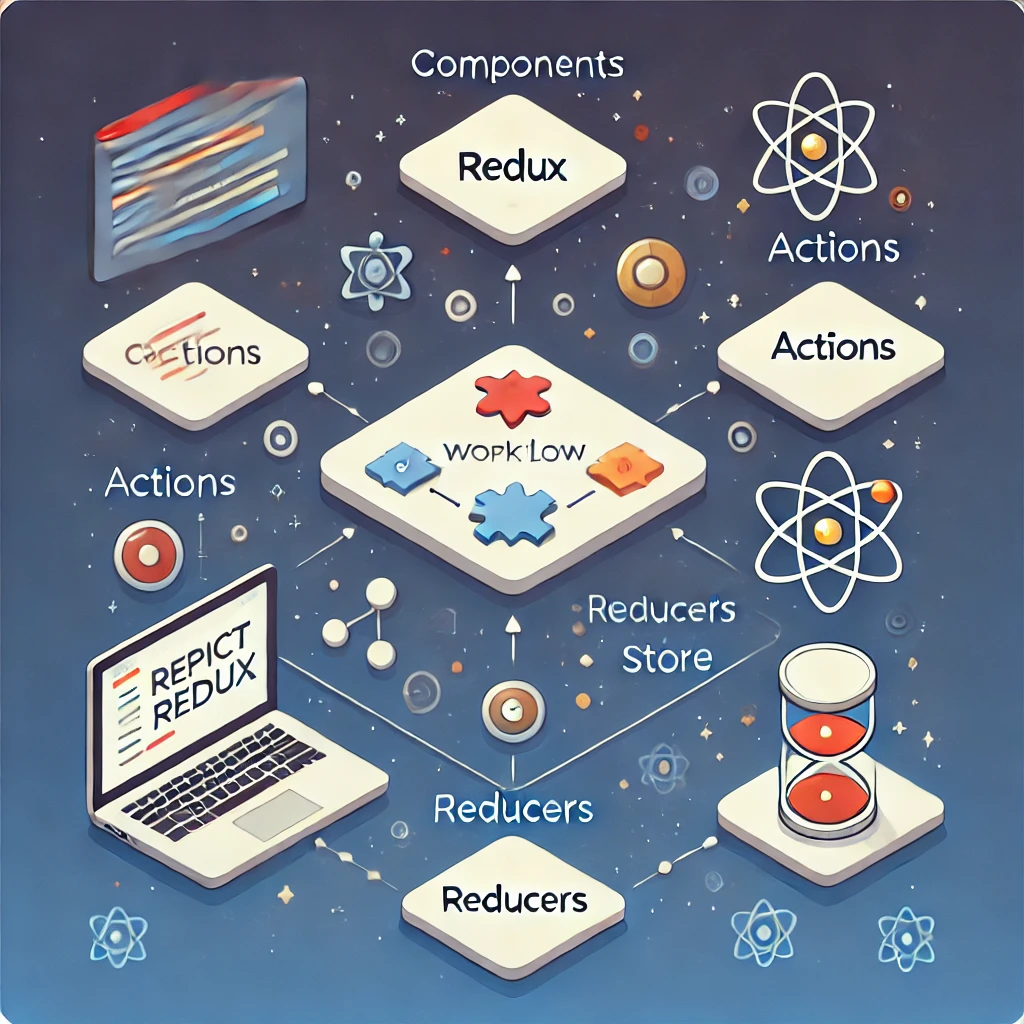 Components
Redux
Actions
Actions
WOPK LOW
Actions
Reducers
Store
REPICT
REDUX
Reducers
Reducers